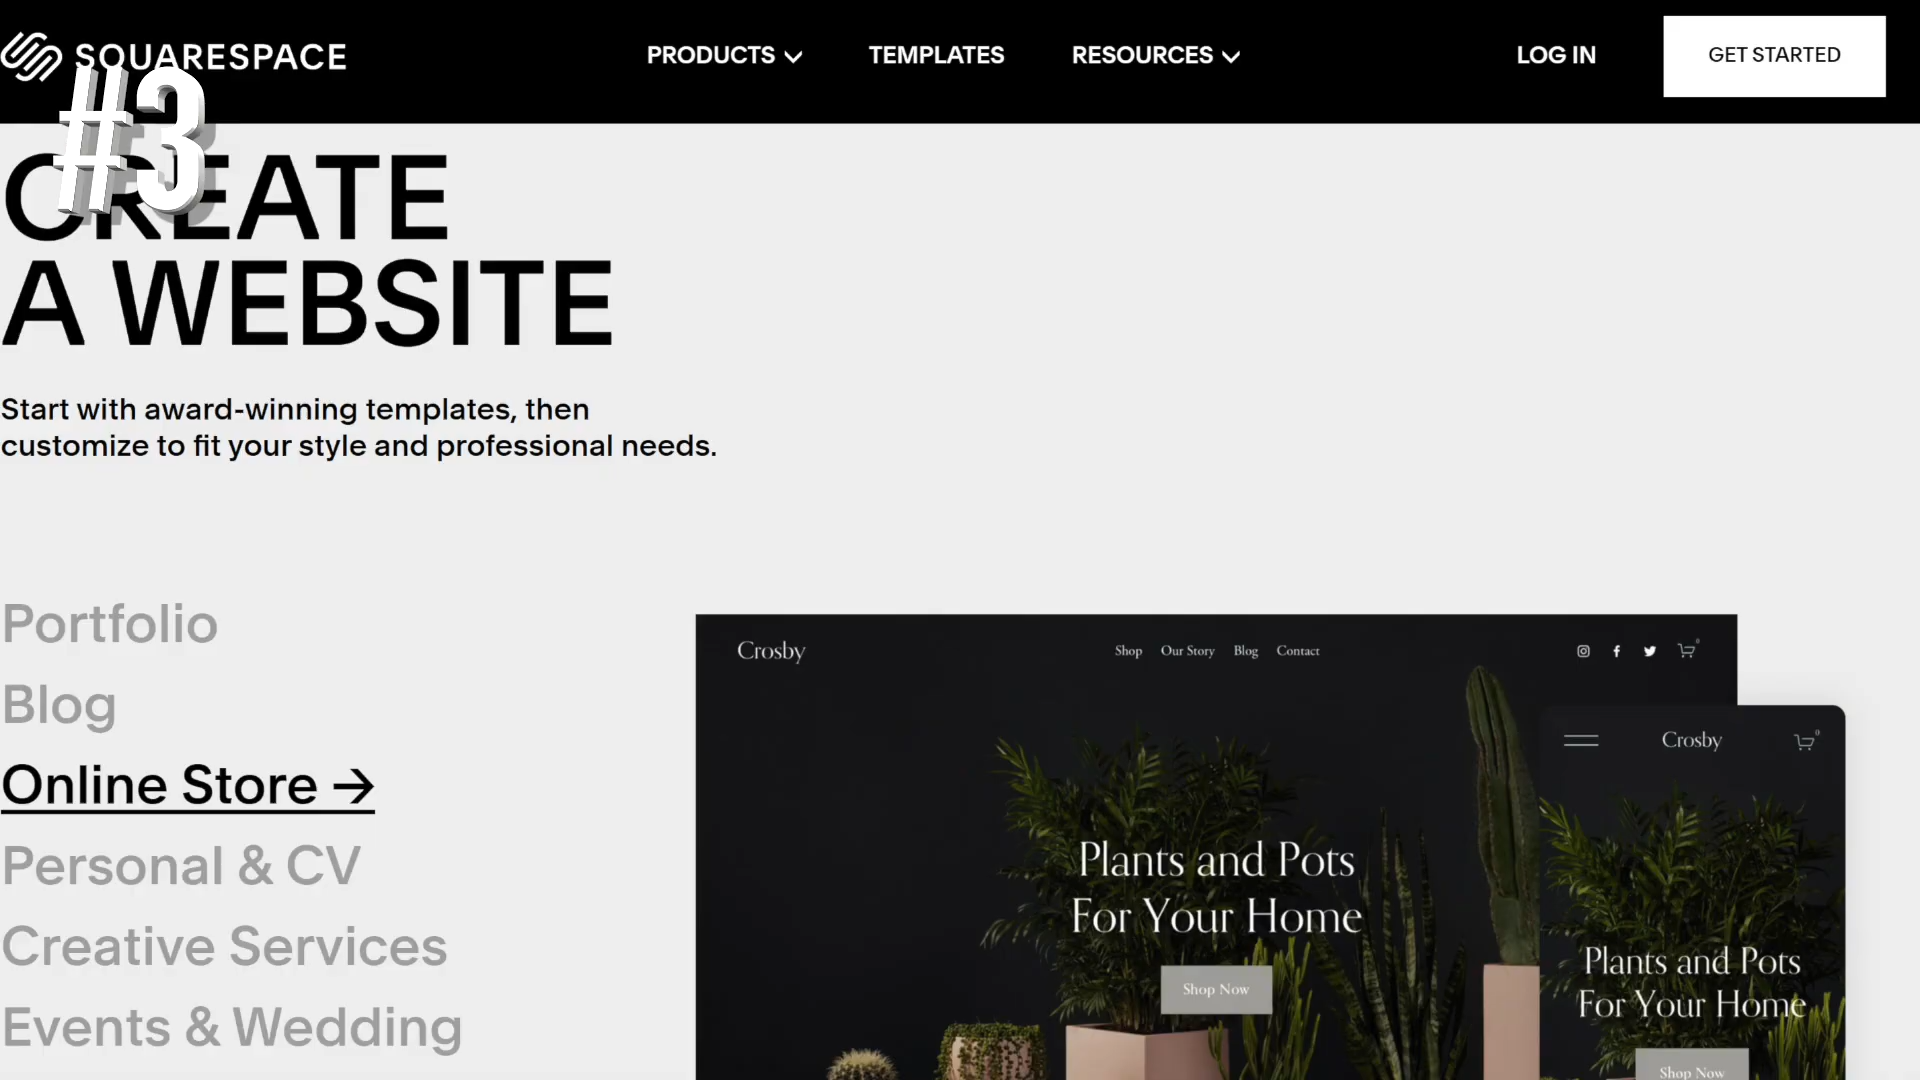 SQUARESPACE
PRODUCTS
TEMPLATES
RESOURCES
LOG IN
GET STARTED
#3
CREATE
A WEBSITE
Start with award-winning templates, then
customize to fit your style and professional needs.
Portfolio
Blog
Online Store →
Personal & CV
Creative Services
Events & Wedding
Crosby
Shop Our Story Blog Contact
0
Plants and Pots
For Your Home
Shop Now
Crosby
0
Plants and Pots
For Your Home
Shop Now